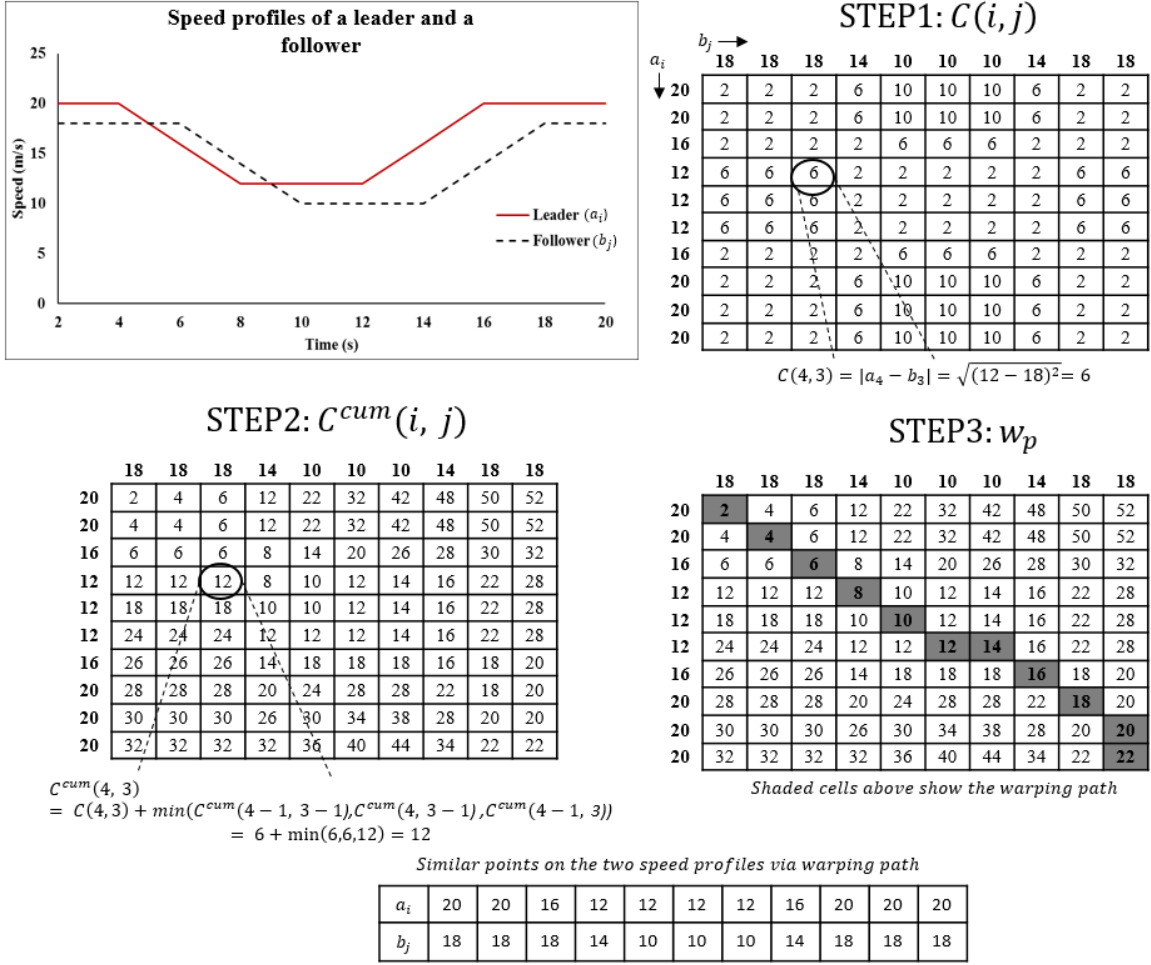 Speed profiles of a leader and a
follower
25
20
15
10
5
0
Speed (m/s)
2 4 6 8 10 12 14 16 18 20
Time (s)
Leader (a_i)
Follower (b_j)
STEP1: C(i, j)
b_j
a_i
18 18 18 14 10 10 10 14 18 18
20 2 2 2 6 10 10 10 6 2 2
20 2 2 2 6 10 10 10 6 2 2
16 2 2 2 2 6 6 6 2 2 2
12 6 6 6 2 2 2 2 2 6 6
12 6 6 6 2 2 2 2 2 6 6
12 6 6 6 2 2 2 2 2 6 6
16 2 2 2 2 6 6 6 2 2 2
20 2 2 2 6 10 10 10 6 2 2
20 2 2 2 6 10 10 10 6 2 2
20 2 2 2 6 10 10 10 6 2 2
C(4,3) = |a_4 − b_3| = √(12 − 18)² = 6
STEP2: C^cum(i, j)
18 18 18 14 10 10 10 14 18 18
20 2 4 6 12 22 32 42 48 50 52
20 4 4 6 12 22 32 42 48 50 52
16 6 6 6 8 14 20 26 28 30 32
12 12 12 12 8 10 12 14 16 22 28
12 18 18 18 10 10 12 14 16 22 28
12 24 24 24 12 12 12 14 16 22 28
16 26 26 26 14 18 18 18 16 18 20
20 28 28 28 20 24 28 28 22 18 20
20 30 30 30 26 30 34 38 28 20 20
20 32 32 32 32 36 40 44 34 22 22
C^cum(4, 3)
= C(4,3) + min(C^cum(4 − 1, 3 − 1),C^cum(4, 3 − 1),C^cum(4 − 1, 3))
= 6 + min(6,6,12) = 12
STEP3: w_p
18 18 18 14 10 10 10 14 18 18
20 2 4 6 12 22 32 42 48 50 52
20 4 4 6 12 22 32 42 48 50 52
16 6 6 6 8 14 20 26 28 30 32
12 12 12 12 8 10 12 14 16 22 28
12 18 18 18 10 10 12 14 16 22 28
12 24 24 24 12 12 12 14 16 22 28
16 26 26 26 14 18 18 18 16 18 20
20 28 28 28 20 24 28 28 22 18 20
20 30 30 30 26 30 34 38 28 20 20
20 32 32 32 32 36 40 44 34 22 22
Shaded cells above show the warping path
Similar points on the two speed profiles via warping path
a_i 20 20 16 12 12 12 12 16 20 20 20
b_j 18 18 18 14 10 10 10 14 18 18 18